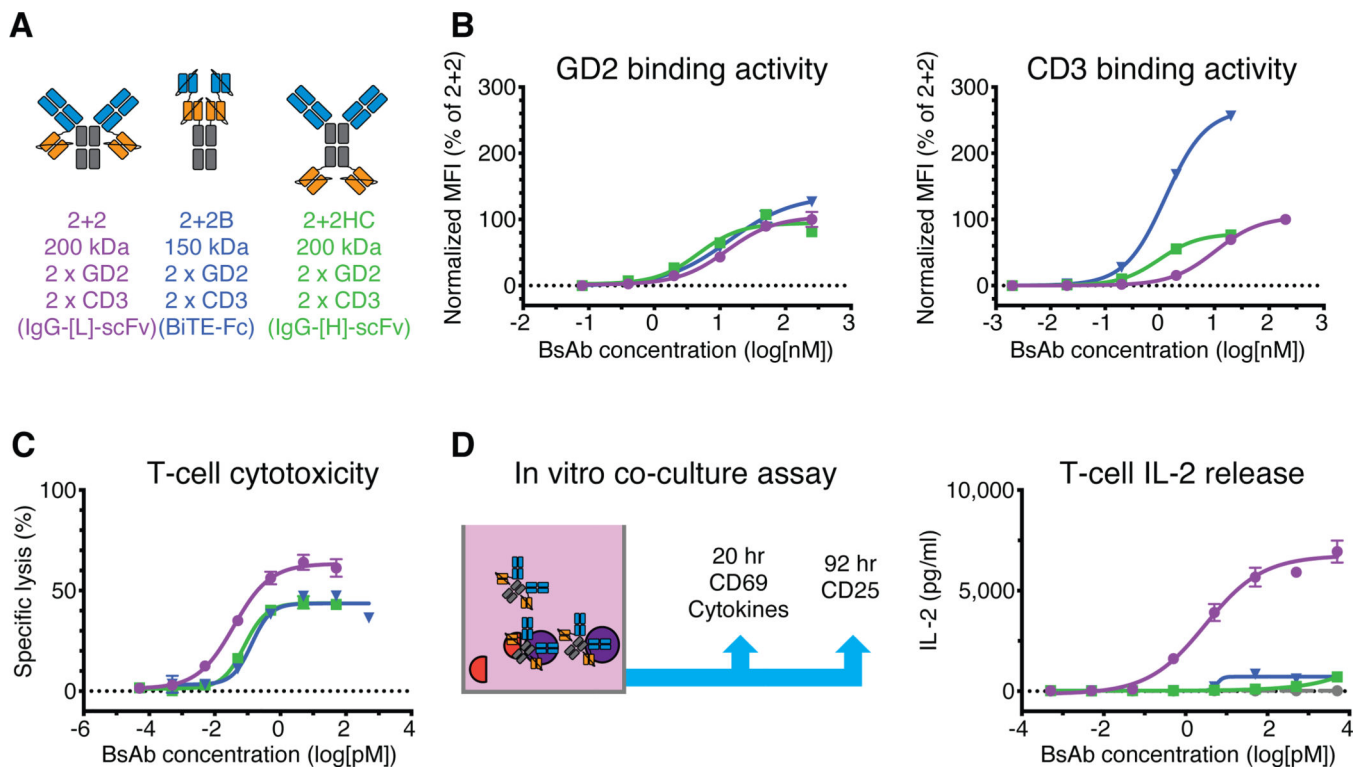 A
2+2
200 kDa
2 x GD2
2 x CD3
(IgG-[L]-scFv)
2+2B
150 kDa
2 x GD2
2 x CD3
(BiTE-Fc)
2+2HC
200 kDa
2 x GD2
2 x CD3
(IgG-[H]-scFv)
B
GD2 binding activity
Normalized MFI (% of 2+2)
300
200
100
0
-2
-1
0
1
2
3
BsAb concentration (log[nM])
CD3 binding activity
Normalized MFI (% of 2+2)
300
200
100
0
-3
-2
-1
0
1
2
3
BsAb concentration (log[nM])
C
T-cell cytotoxicity
Specific lysis (%)
100
50
0
-6
-4
-2
0
2
4
BsAb concentration (log[pM])
D
In vitro co-culture assay
20 hr
CD69
Cytokines
92 hr
CD25
T-cell IL-2 release
IL-2 (pg/ml)
10,000
5,000
0
-4
-2
0
2
4
BsAb concentration (log[pM])